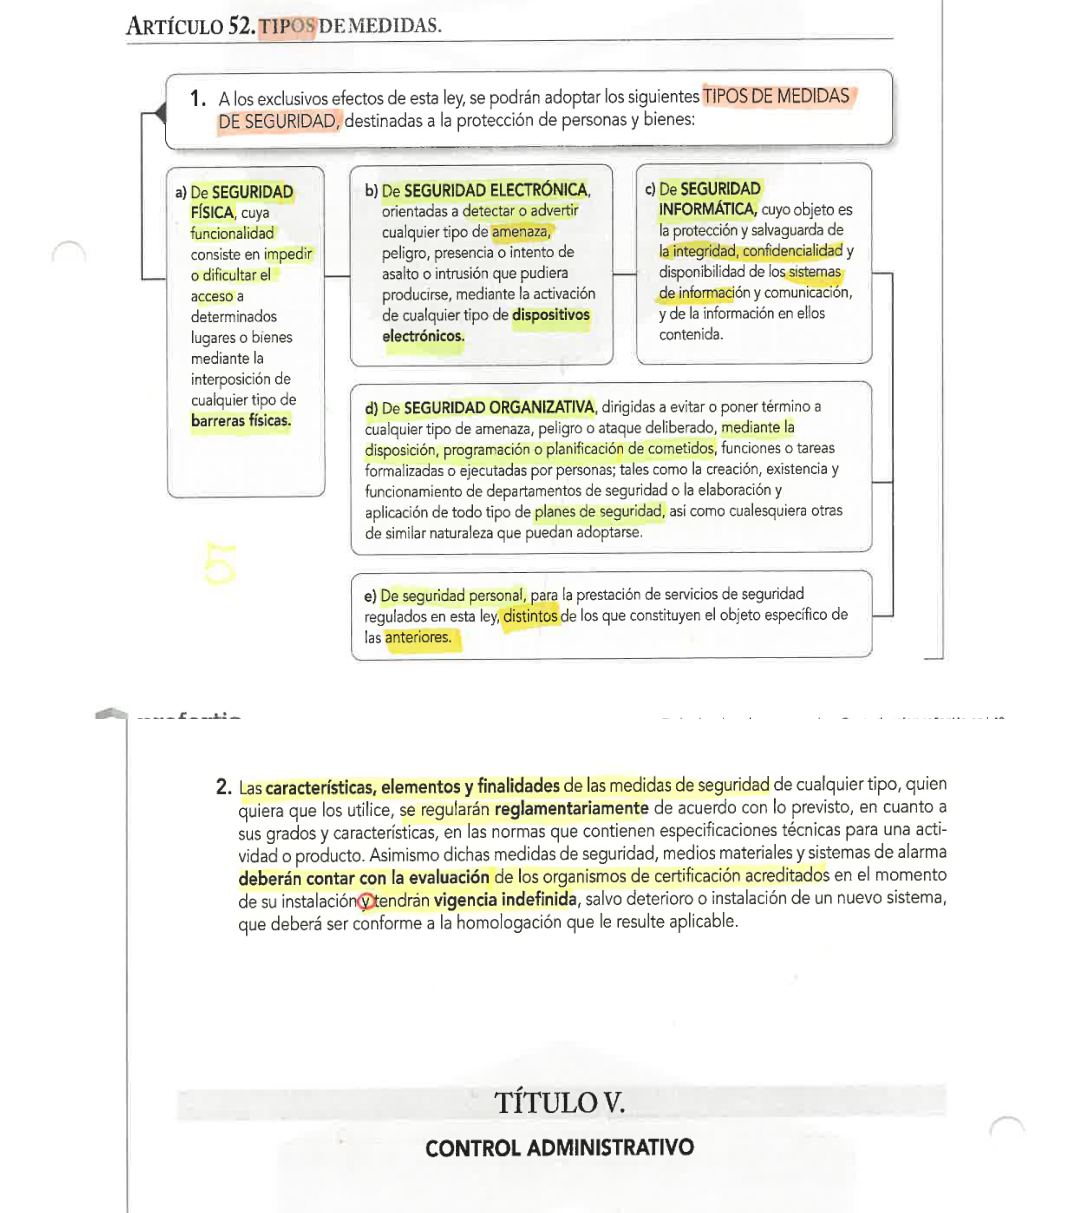 ARTÍCULO 52. TIPOS DE MEDIDAS.
1. A los exclusivos efectos de esta ley, se podrán adoptar los siguientes TIPOS DE MEDIDAS
DE SEGURIDAD, destinadas a la protección de personas y bienes:
a) De SEGURIDAD
FÍSICA, cuya
funcionalidad
consiste en impedir
o dificultar el
acceso a
determinados
lugares o bienes
mediante la
interposición de
cualquier tipo de
barreras físicas.
b) De SEGURIDAD ELECTRÓNICA,
orientadas a detectar o advertir
cualquier tipo de amenaza,
peligro, presencia o intento de
asalto o intrusión que pudiera
producirse, mediante la activación
de cualquier tipo de dispositivos
electrónicos.
c) De SEGURIDAD
INFORMÁTICA, cuyo objeto es
la protección y salvaguarda de
la integridad, confidencialidad y
disponibilidad de los sistemas
de información y comunicación,
y de la información en ellos
contenida.
d) De SEGURIDAD ORGANIZATIVA, dirigidas a evitar o poner término a
cualquier tipo de amenaza, peligro o ataque deliberado, mediante la
disposición, programación o planificación de cometidos, funciones o tareas
formalizadas o ejecutadas por personas; tales como la creación, existencia y
funcionamiento de departamentos de seguridad o la elaboración y
aplicación de todo tipo de planes de seguridad, así como cualesquiera otras
de similar naturaleza que puedan adoptarse.
5
e) De seguridad personal, para la prestación de servicios de seguridad
regulados en esta ley, distintos de los que constituyen el objeto específico de
las anteriores.
2. Las características, elementos y finalidades de las medidas de seguridad de cualquier tipo, quien
quiera que los utilice, se regularán reglamentariamente de acuerdo con lo previsto, en cuanto a
sus grados y características, en las normas que contienen especificaciones técnicas para una acti-
vidad o producto. Asimismo dichas medidas de seguridad, medios materiales y sistemas de alarma
deberán contar con la evaluación de los organismos de certificación acreditados en el momento
de su instalación y tendrán vigencia indefinida, salvo deterioro o instalación de un nuevo sistema,
que deberá ser conforme a la homologación que le resulte aplicable.
TÍTULO V.
CONTROL ADMINISTRATIVO